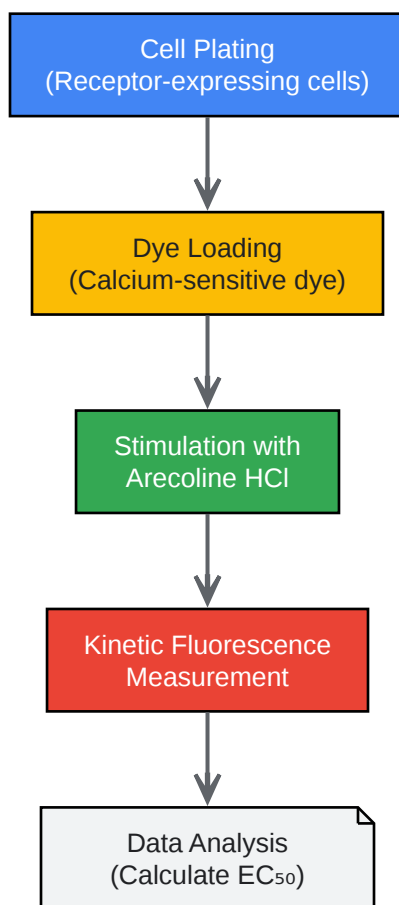 Cell Plating
(Receptor-expressing cells)
Dye Loading
(Calcium-sensitive dye)
Stimulation with
Arecoline HCl
Kinetic Fluorescence
Measurement
Data Analysis
(Calculate EC₅₀)